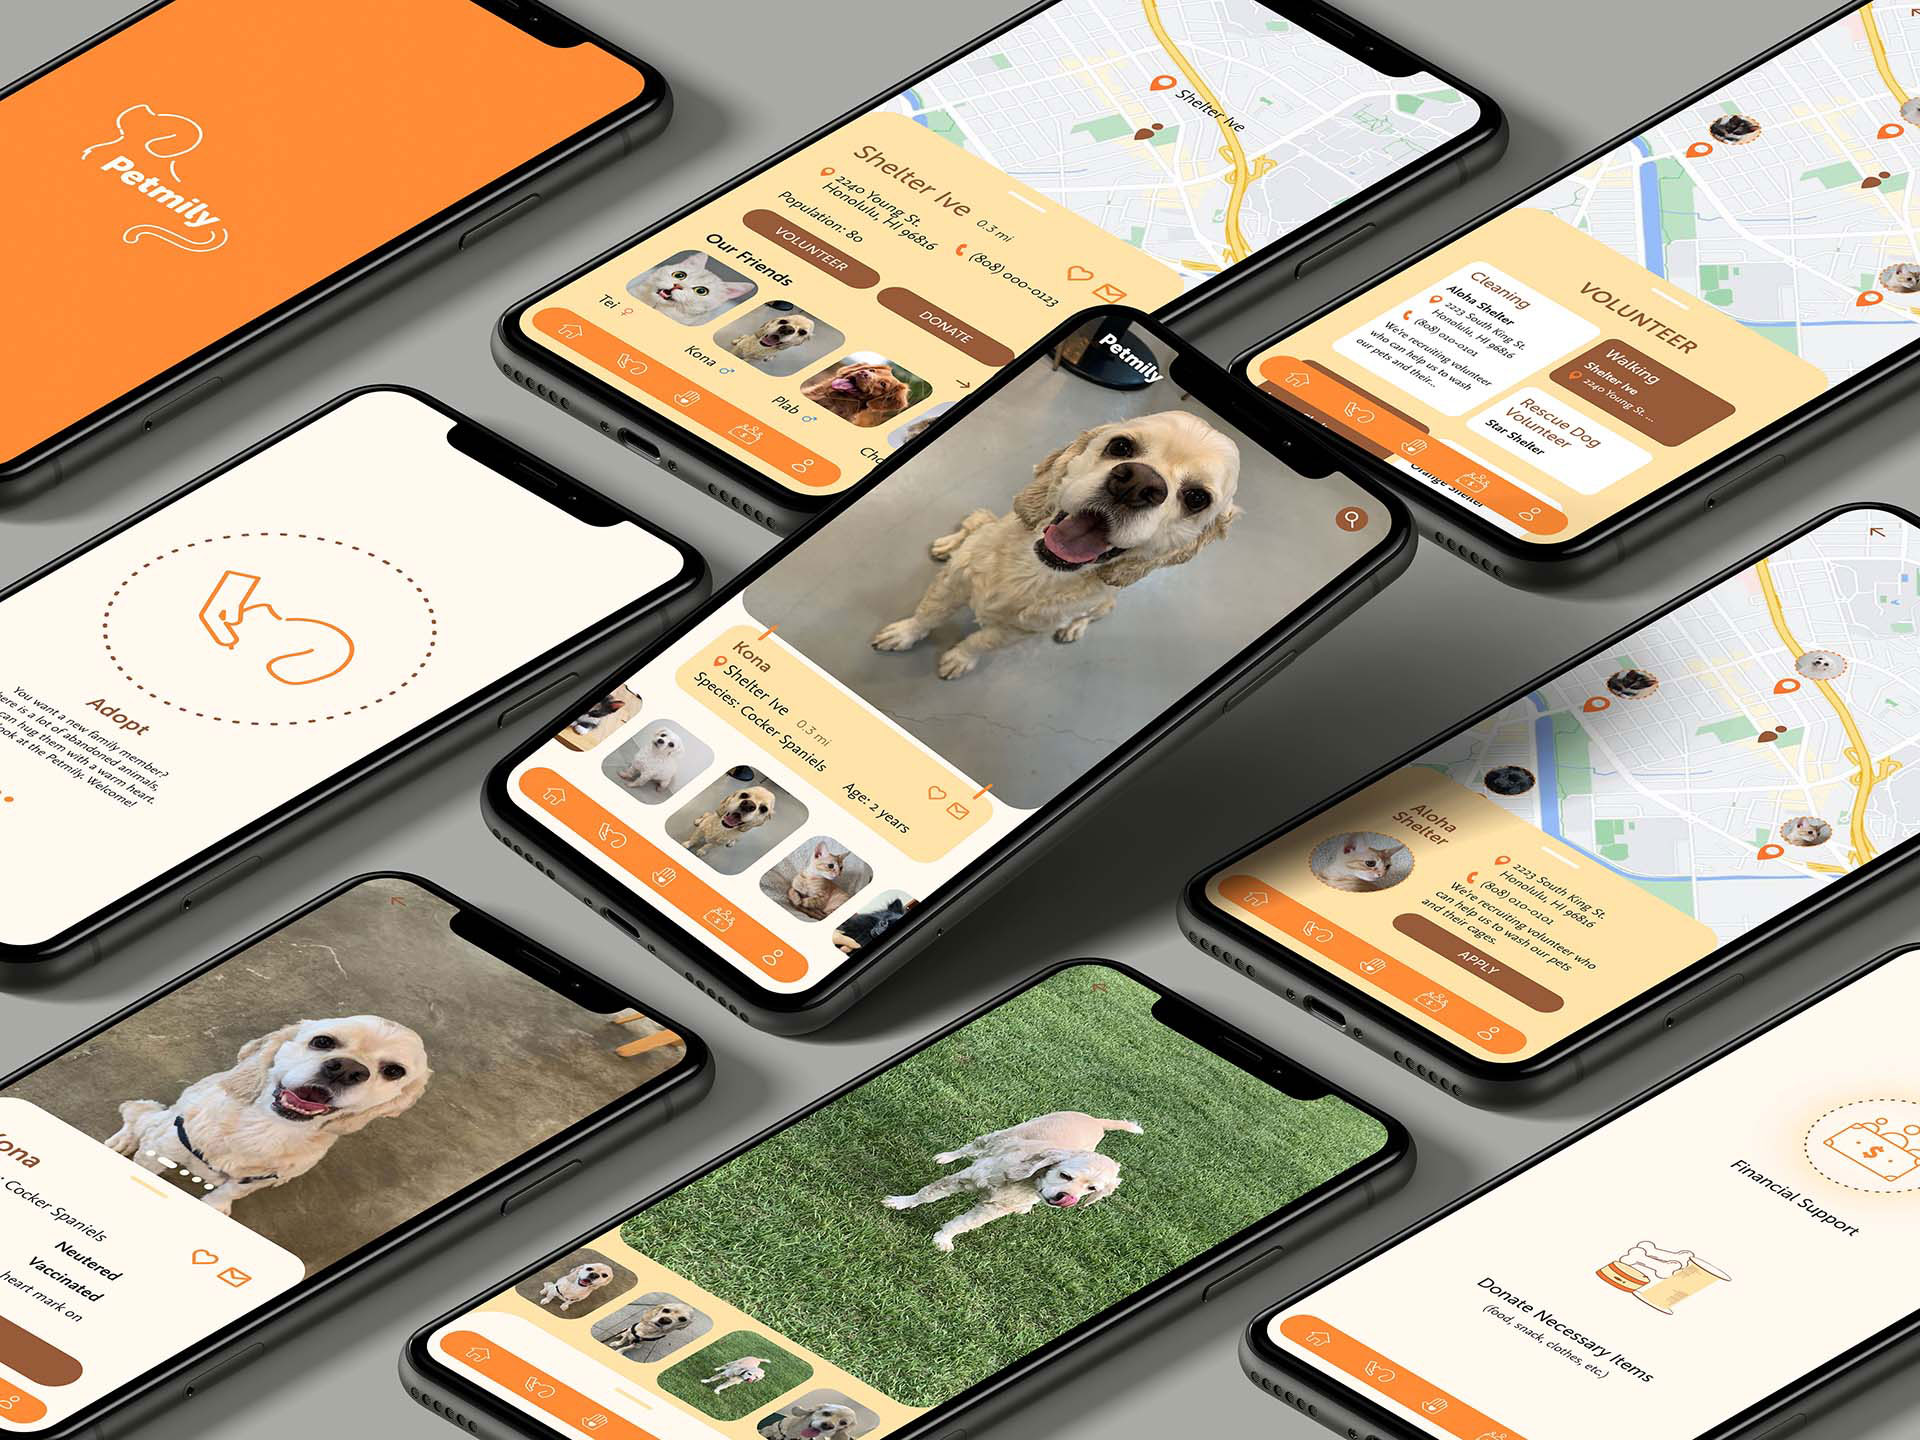 Petmily
Shelter Ive
Shelter Ive 0.3 mi
2240 Young St.
Honolulu, HI 96816
(808) 000-0123
Population: 80
VOLUNTEER
DONATE
Our Friends
Tei
Kona
Plab
VOLUNTEER
Cleaning
Aloha Shelter
2223 South King St.
Honolulu, HI 96816
(808) 010-0101
We're recruiting volunteer
who can help us to wash
our pets and their...
Walking
Shelter Ive
2240 Young St. ...
Rescue Dog
Volunteer
Star Shelter
Orange Shelter
Adopt
You want a new family member?
here is a lot of abandoned animals,
can hug them with a warm heart.
look at the Petmily. Welcome!
Petmily
Kona
Shelter Ive 0.3 mi
Species: Cocker Spaniels
Age: 2 years
Aloha
Shelter
2223 South King St.
Honolulu, HI 96816
(808) 010-0101
We're recruiting volunteer who
can help us to wash our pets
and their cages.
APPLY
Kona
: Cocker Spaniels
Neutered
Vaccinated
heart mark on
Financial Support
Donate Necessary Items
(food, snack, clothes, etc,)